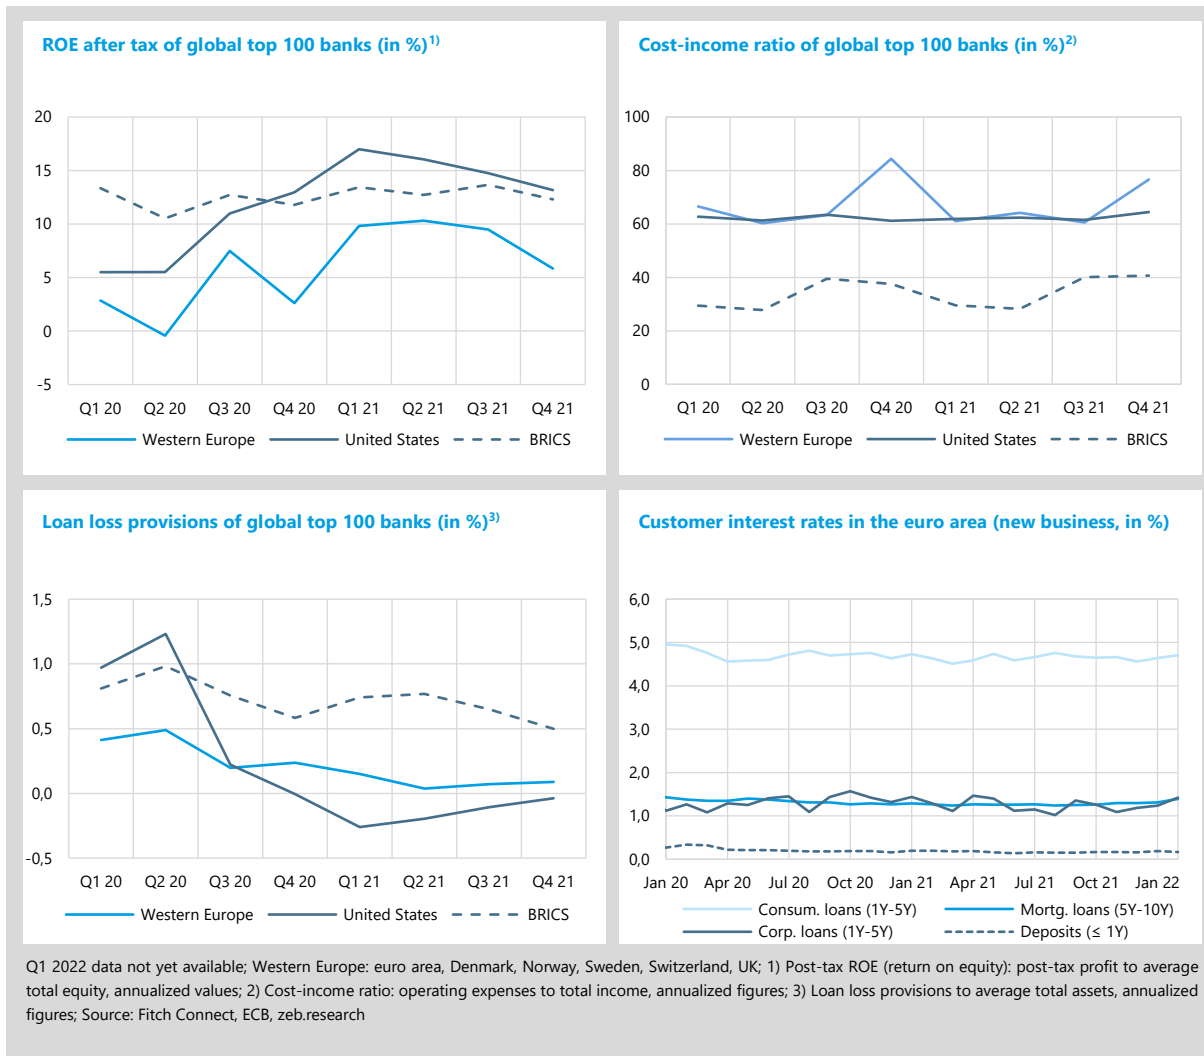 ROE after tax of global top 100 banks (in %)1)
20
15
10
5
0
-5
Q1 20 Q2 20 Q3 20 Q4 20 Q1 21 Q2 21 Q3 21 Q4 21
Western Europe United States BRICS
Cost-income ratio of global top 100 banks (in %)2)
100
80
60
40
20
0
Q1 20 Q2 20 Q3 20 Q4 20 Q1 21 Q2 21 Q3 21 Q4 21
Western Europe United States BRICS
Loan loss provisions of global top 100 banks (in %)3)
1,5
1,0
0,5
0,0
-0,5
Q1 20 Q2 20 Q3 20 Q4 20 Q1 21 Q2 21 Q3 21 Q4 21
Western Europe United States BRICS
Customer interest rates in the euro area (new business, in %)
6,0
5,0
4,0
3,0
2,0
1,0
0,0
Jan 20 Apr 20 Jul 20 Oct 20 Jan 21 Apr 21 Jul 21 Oct 21 Jan 22
Consum. loans (1Y-5Y) Mortg. loans (5Y-10Y)
Corp. loans (1Y-5Y) Deposits (≤ 1Y)
Q1 2022 data not yet available; Western Europe: euro area, Denmark, Norway, Sweden, Switzerland, UK; 1) Post-tax ROE (return on equity): post-tax profit to average
total equity, annualized values; 2) Cost-income ratio: operating expenses to total income, annualized figures; 3) Loan loss provisions to average total assets, annualized
figures; Source: Fitch Connect, ECB, zeb.research